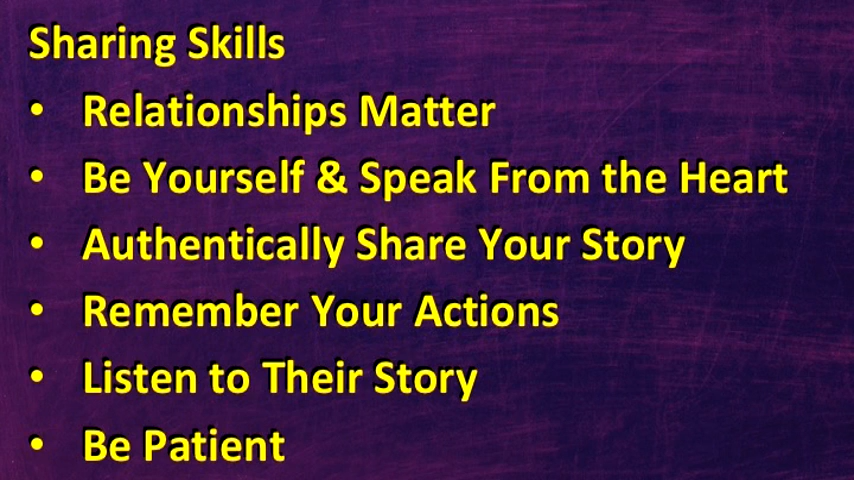 Sharing Skills
• Relationships Matter
• Be Yourself & Speak From the Heart
• Authentically Share Your Story
• Remember Your Actions
• Listen to Their Story
• Be Patient